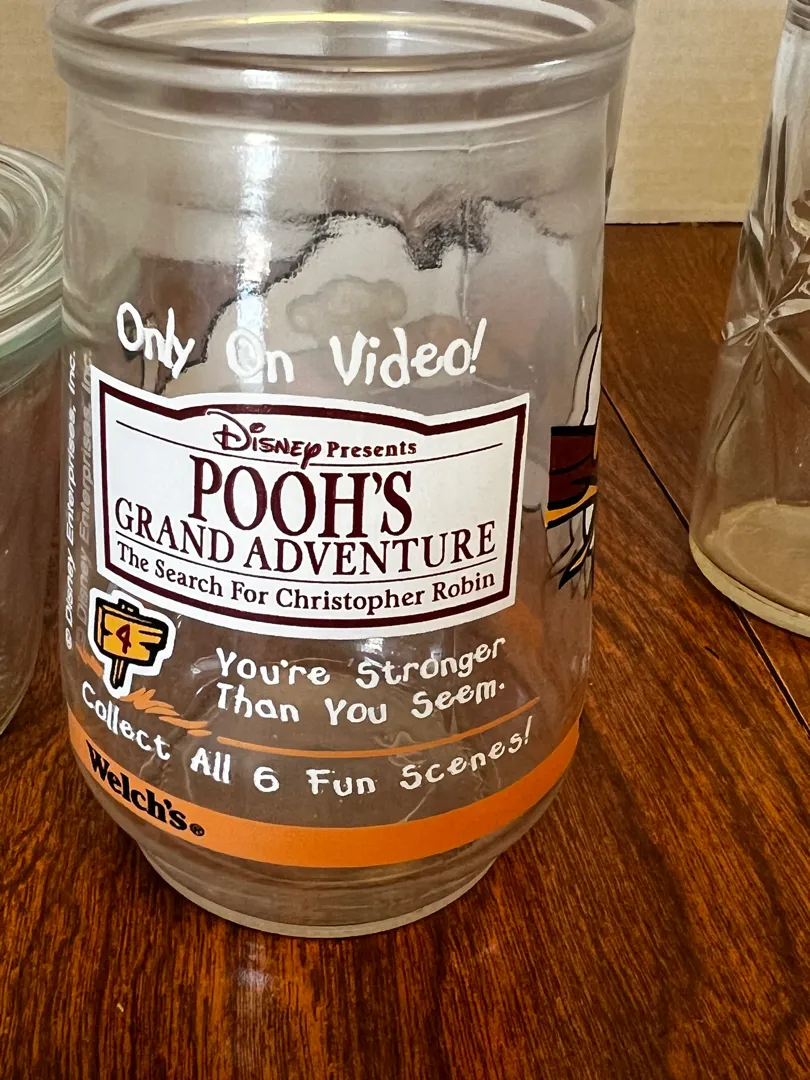 Only On Video!
Disney Presents
POOH'S
GRAND ADVENTURE
The Search For Christopher Robin
4
You're Stronger
Than You Seem.
Collect All 6 Fun Scenes!
Welch's®
© Disney Enterprises, Inc.